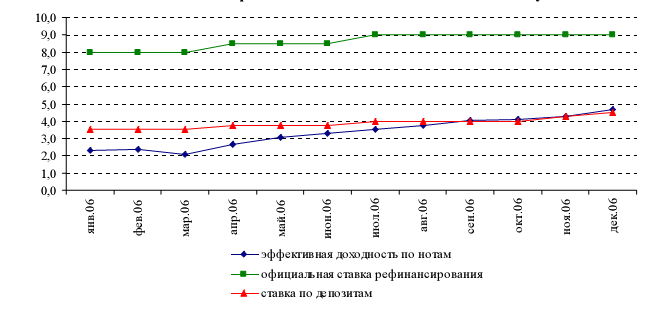 10,0
9,0
8,0
7,0
6,0
5,0
4,0
3,0
2,0
1,0
0,0
янв.06
фев.06
мар.06
апр.06
май.06
июн.06
июл.06
авг.06
сен.06
окт.06
ноя.06
дек.06
эффективная доходность по нотам
официальная ставка рефинансирования
ставка по депозитам